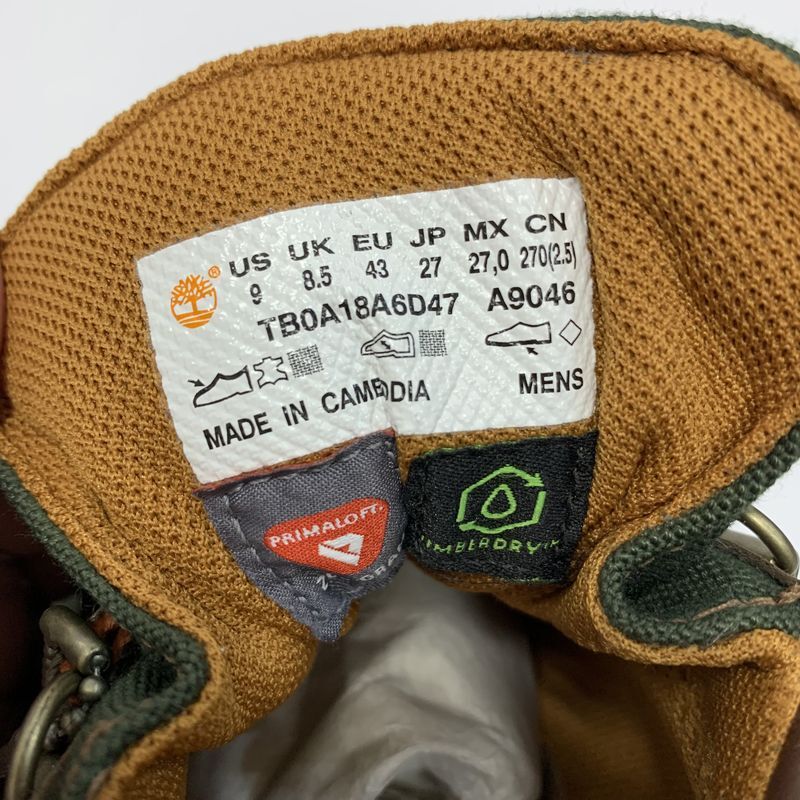 ® US UK EU JP MX CN
9 8.5 43 27 27,0 270(2.5)
TB0A18A6D47 A9046
MADE IN CAMBODIA MENS
PRIMALOFT